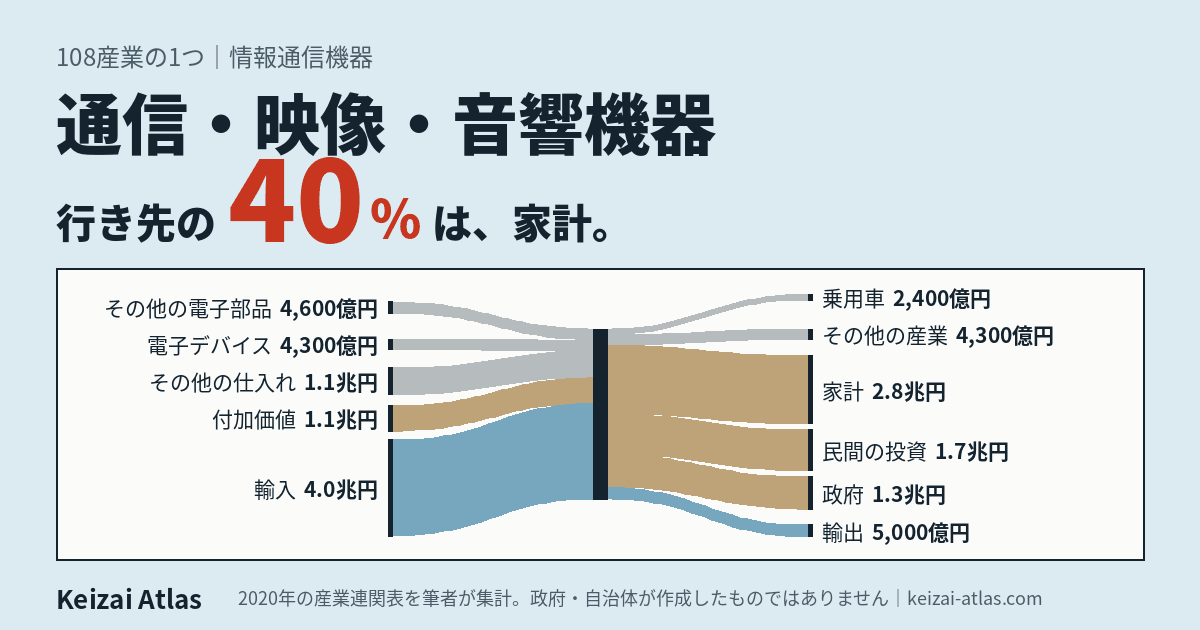 108産業の1つ｜情報通信機器
通信・映像・音響機器
行き先の 40% は、家計。
その他の電子部品 4,600億円
電子デバイス 4,300億円
その他の仕入れ 1.1兆円
付加価値 1.1兆円
輸入 4.0兆円
乗用車 2,400億円
その他の産業 4,300億円
家計 2.8兆円
民間の投資 1.7兆円
政府 1.3兆円
輸出 5,000億円
Keizai Atlas
2020年の産業連関表を筆者が集計。政府・自治体が作成したものではありません｜keizai-atlas.com